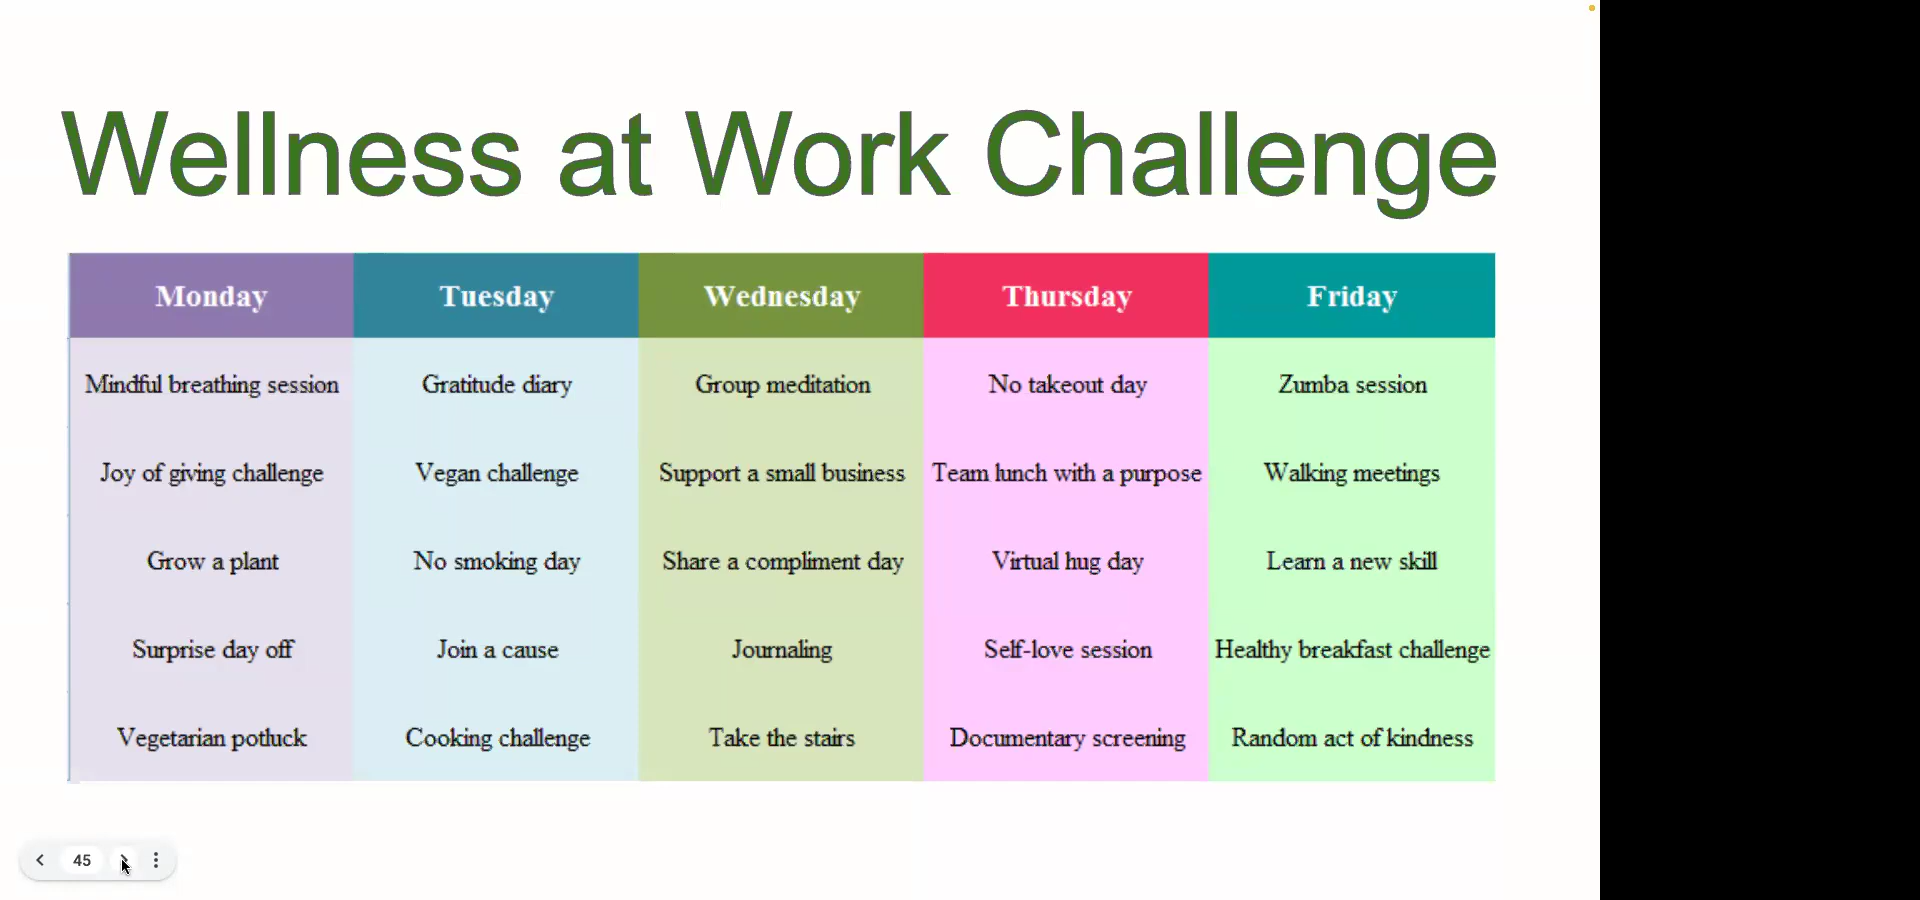 Wellness at Work Challenge
Monday Tuesday Wednesday Thursday Friday
Mindful breathing session Gratitude diary Group meditation No takeout day Zumba session
Joy of giving challenge Vegan challenge Support a small business Team lunch with a purpose Walking meetings
Grow a plant No smoking day Share a compliment day Virtual hug day Learn a new skill
Surprise day off Join a cause Journaling Self-love session Healthy breakfast challenge
Vegetarian potluck Cooking challenge Take the stairs Documentary screening Random act of kindness
45